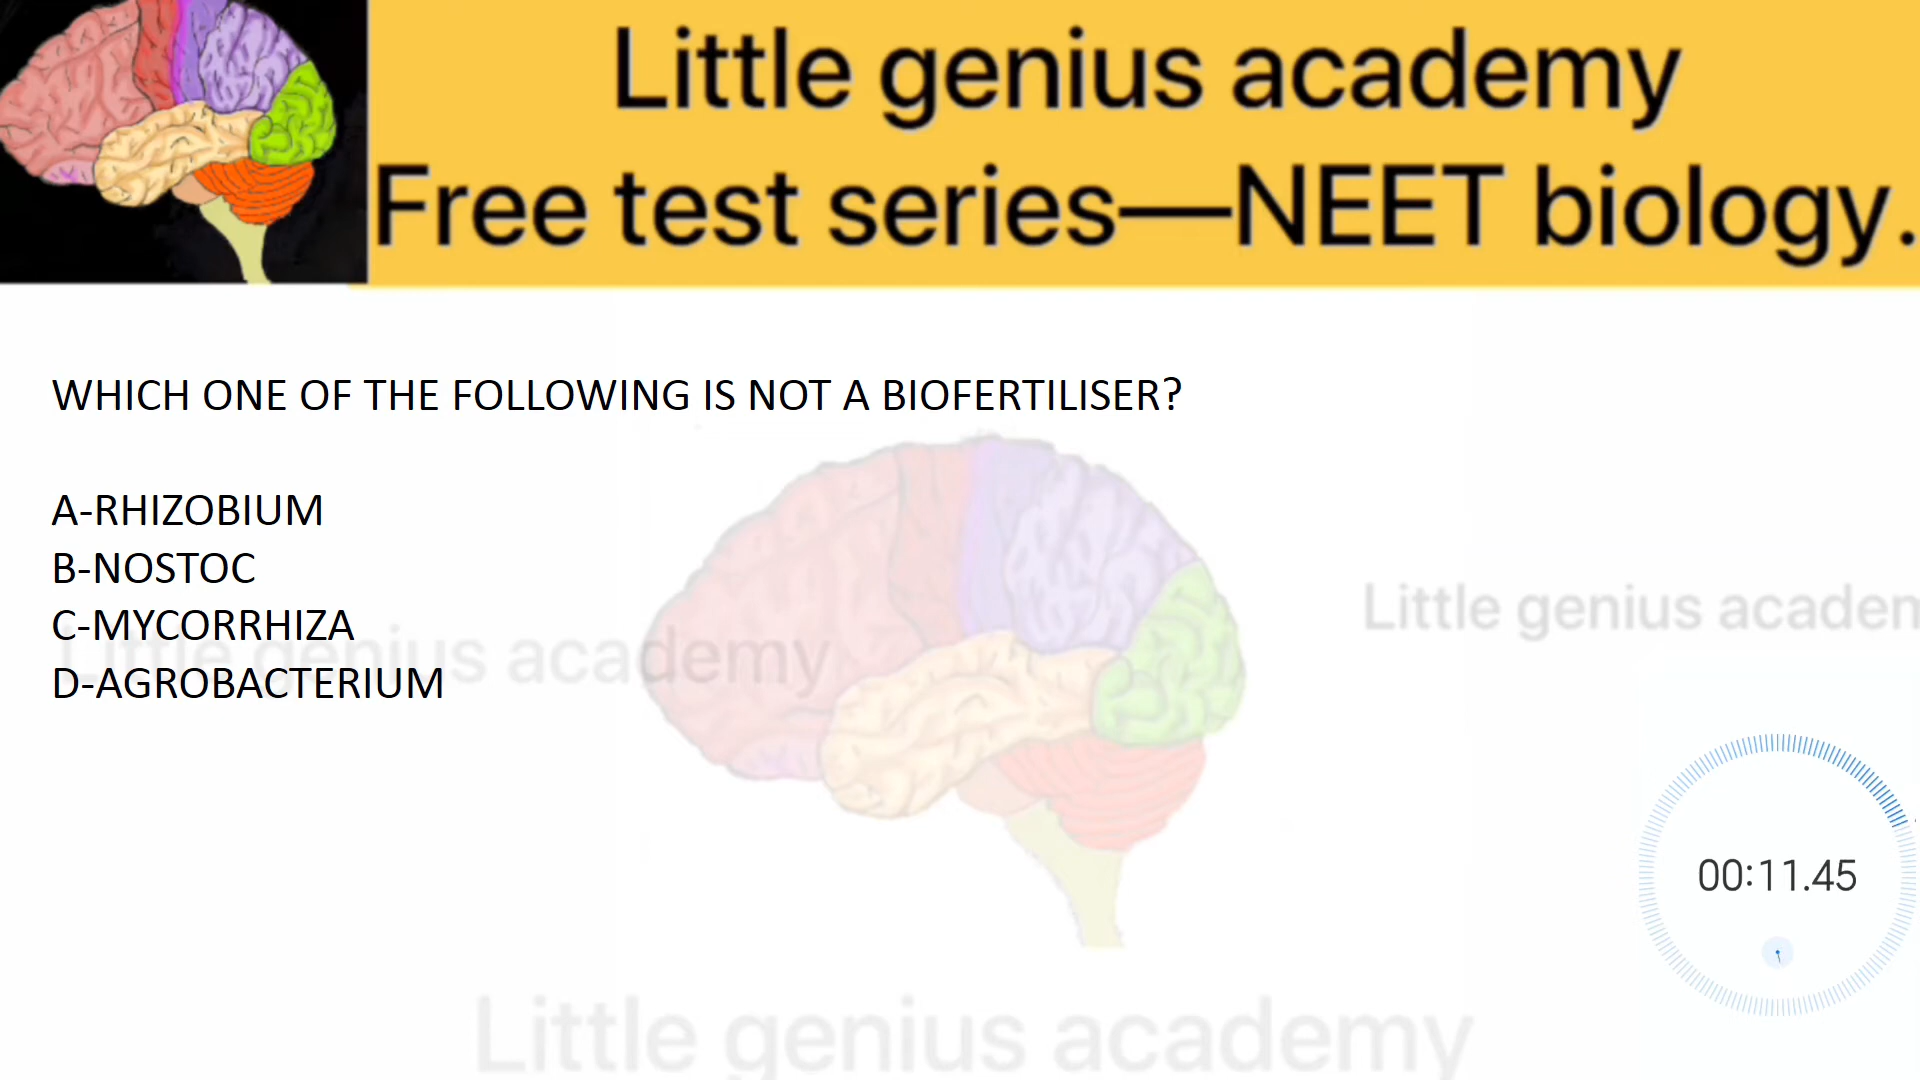 Little genius academy
Free test series—NEET biology.
WHICH ONE OF THE FOLLOWING IS NOT A BIOFERTILISER?
A-RHIZOBIUM
B-NOSTOC
C-MYCORRHIZA
D-AGROBACTERIUM
Little genius academy
Little genius academ
00:11.45
Little genius academy